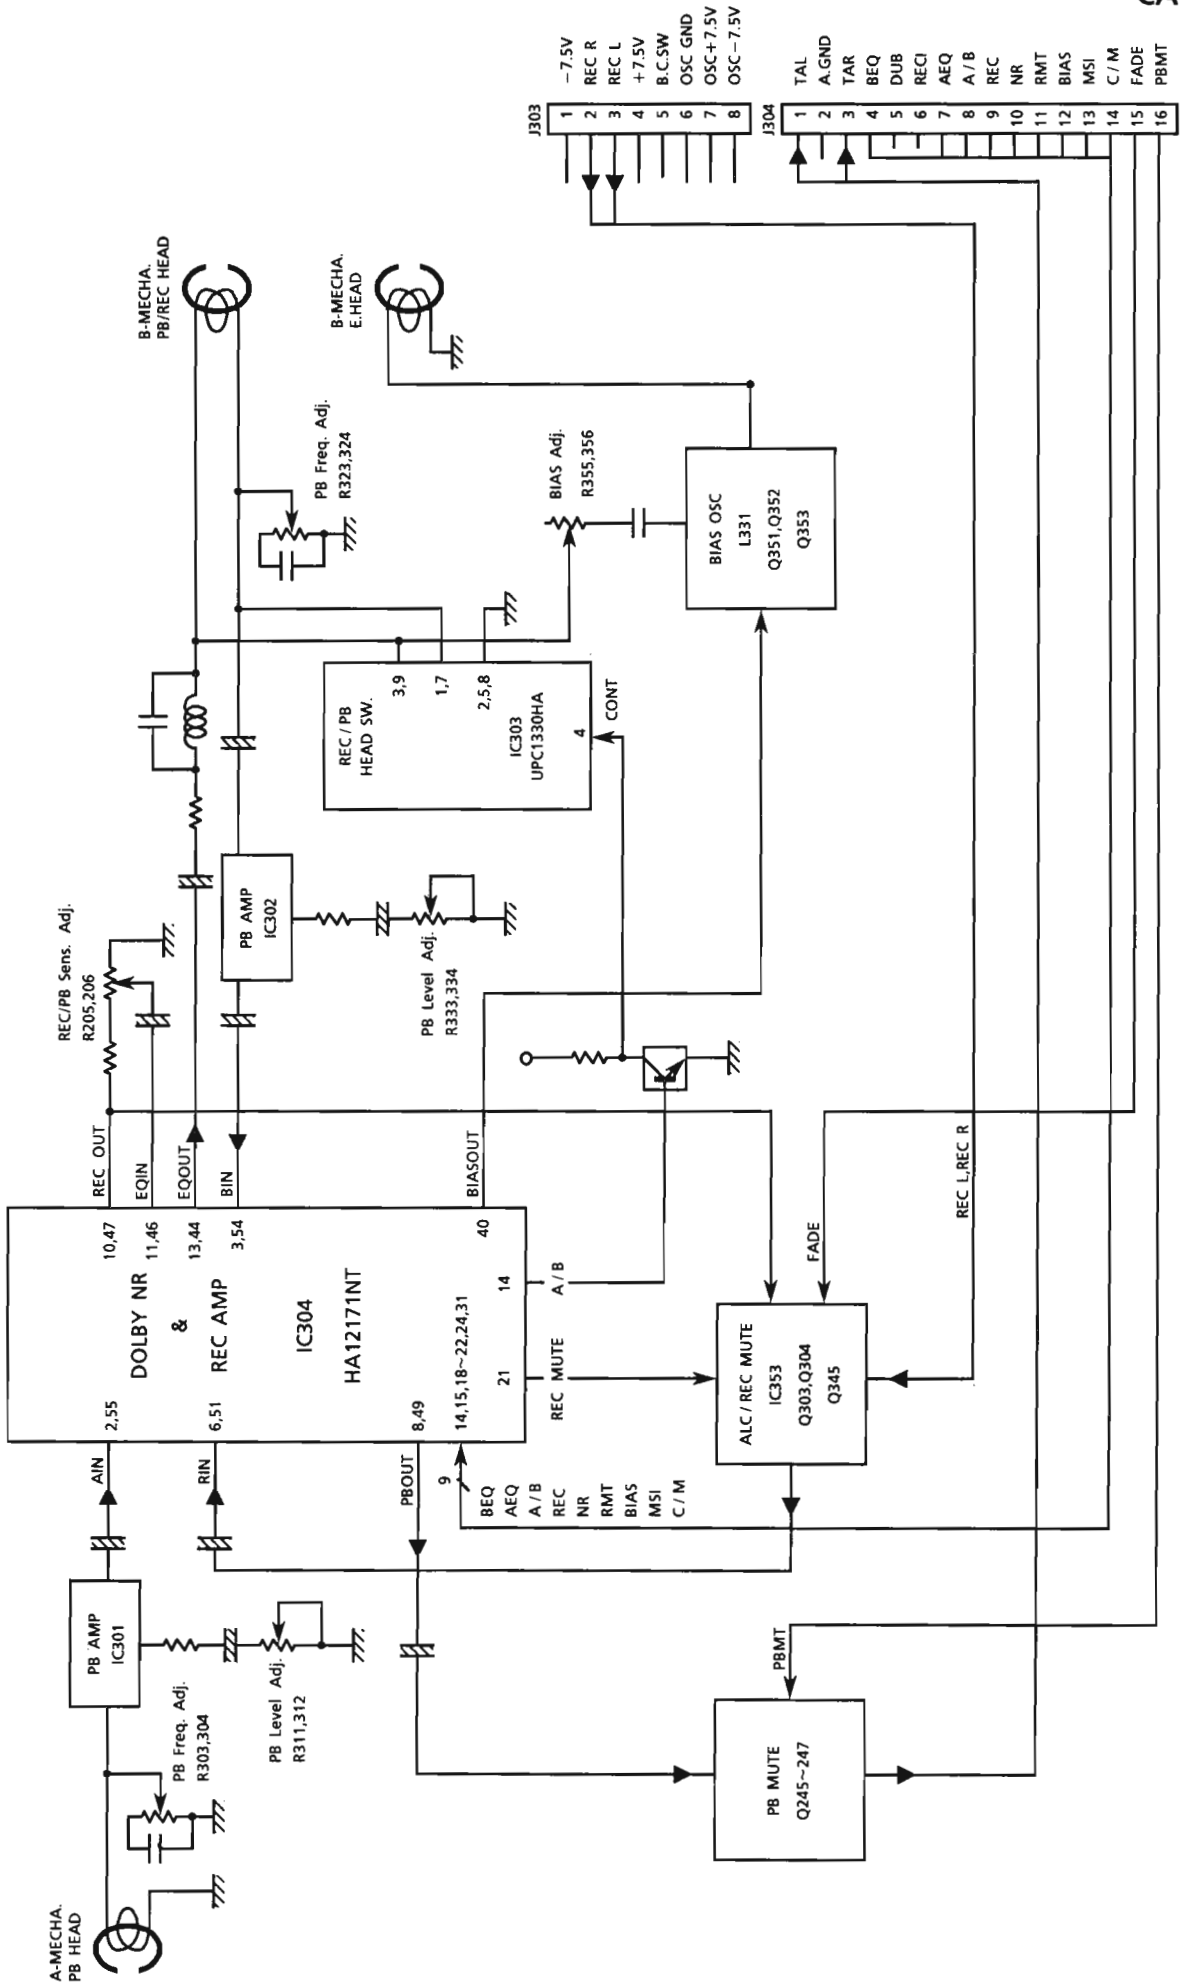 J303
1 -7.5V
2 REC R
3 REC L
4 +7.5V
5 B.C.SW
6 OSC GND
7 OSC+7.5V
8 OSC-7.5V
J304
1 TAL
2 A.GND
3 TAR
4 BEQ
5 DUB
6 RECI
7 AEQ
8 A/B
9 REC
10 NR
11 RMT
12 BIAS
13 MSI
14 C/M
15 FADE
16 PBMT
B-MECHA.
PB/REC HEAD
B-MECHA.
E.HEAD
PB Freq. Adj.
R323,324
BIAS Adj.
R355,356
BIAS OSC
L331
Q351,Q352
Q353
REC/PB
HEAD SW.
IC303
UPC1330HA
3,9
1,7
2,5,8
4
CONT
REC/PB Sens. Adj.
R205,206
PB AMP
IC302
PB Level Adj.
R333,334
REC OUT
EQIN
EQOUT
BIN
BIASOUT
10,47
11,46
13,44
3,54
40
DOLBY NR
&
REC AMP
IC304
HA12171NT
2,55
6,51
8,49
14,15,18~22,24,31
21
14
A/B
REC MUTE
FADE
REC L,REC R
ALC/REC MUTE
IC353
Q303,Q304
Q345
AIN
RIN
PBOUT
9
BEQ
AEQ
A/B
REC
NR
RMT
BIAS
MSI
C/M
PB AMP
IC301
PB Freq. Adj.
R303,304
PB Level Adj.
R311,312
PBMT
PB MUTE
Q245~247
A-MECHA.
PB HEAD